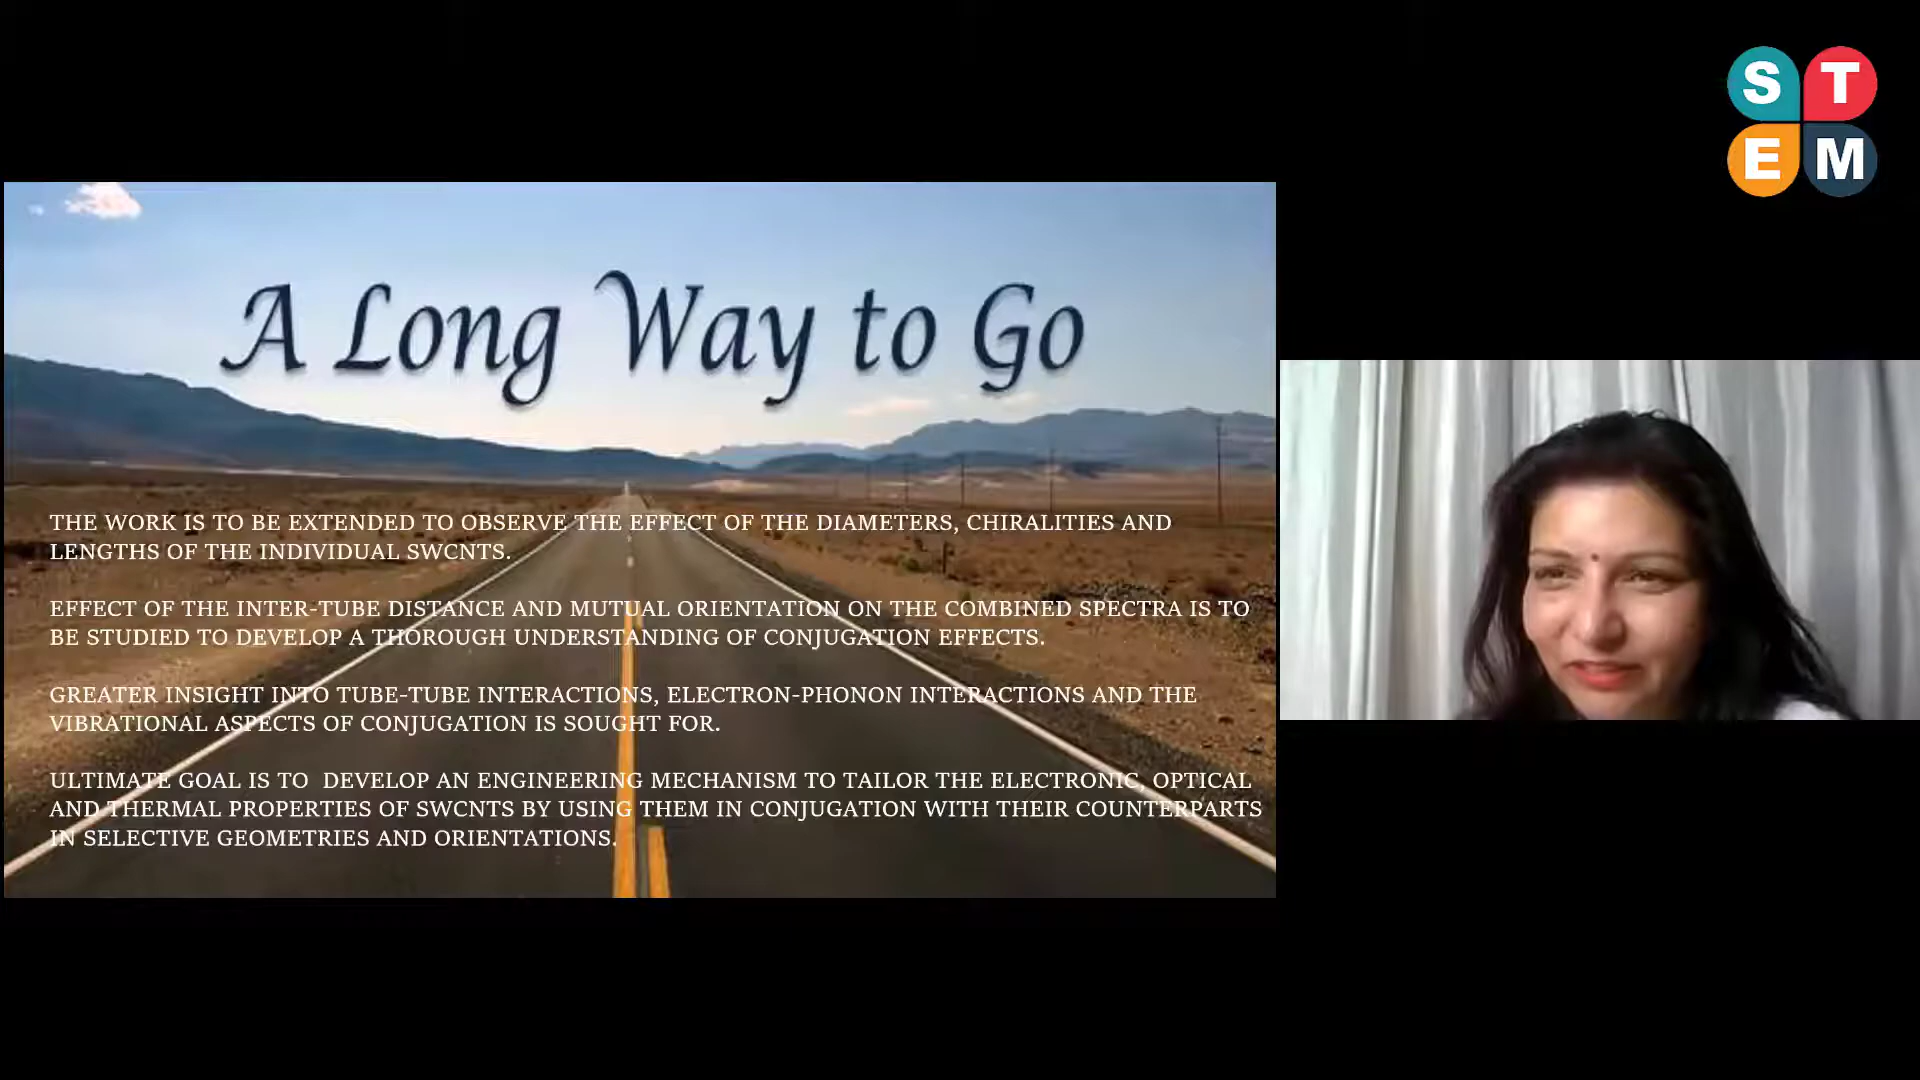 S T
E M
A Long Way to Go
THE WORK IS TO BE EXTENDED TO OBSERVE THE EFFECT OF THE DIAMETERS, CHIRALITIES AND
LENGTHS OF THE INDIVIDUAL SWCNTS.
EFFECT OF THE INTER-TUBE DISTANCE AND MUTUAL ORIENTATION ON THE COMBINED SPECTRA IS TO
BE STUDIED TO DEVELOP A THOROUGH UNDERSTANDING OF CONJUGATION EFFECTS.
GREATER INSIGHT INTO TUBE-TUBE INTERACTIONS, ELECTRON-PHONON INTERACTIONS AND THE
VIBRATIONAL ASPECTS OF CONJUGATION IS SOUGHT FOR.
ULTIMATE GOAL IS TO  DEVELOP AN ENGINEERING MECHANISM TO TAILOR THE ELECTRONIC, OPTICAL
AND THERMAL PROPERTIES OF SWCNTS BY USING THEM IN CONJUGATION WITH THEIR COUNTERPARTS
IN SELECTIVE GEOMETRIES AND ORIENTATIONS.